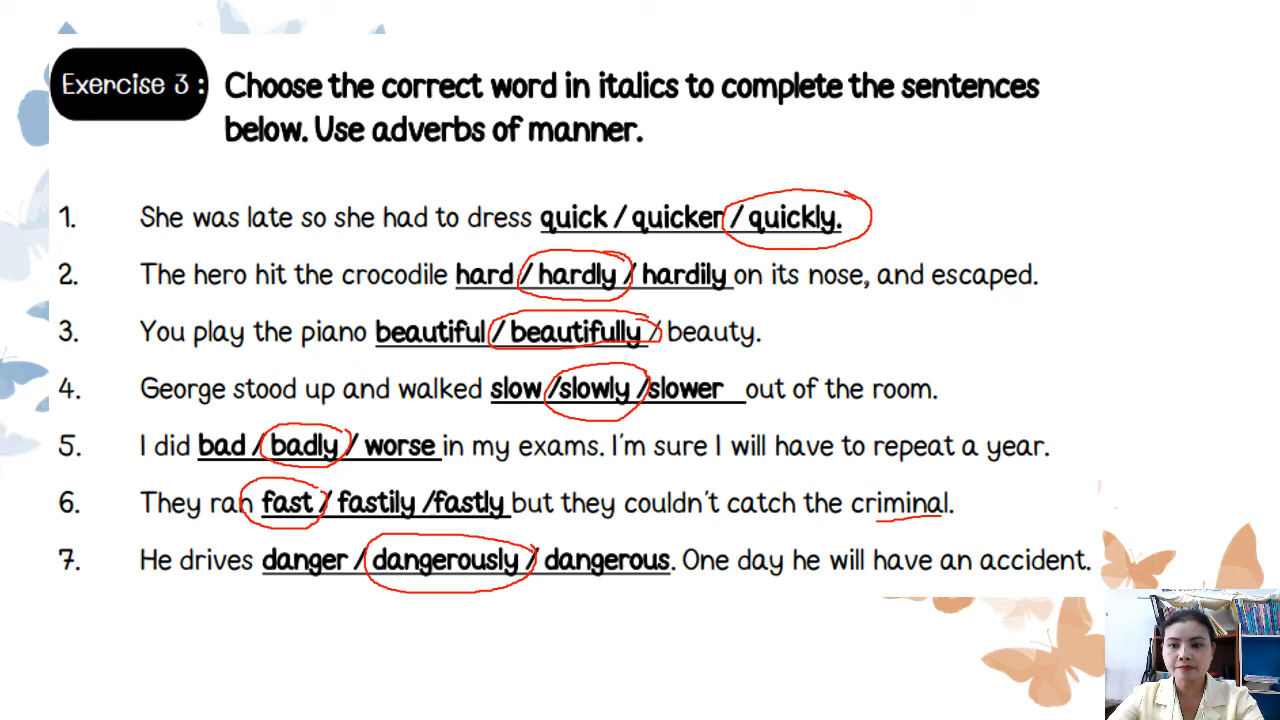 Exercise 3 :
Choose the correct word in italics to complete the sentences
below. Use adverbs of manner.
1. She was late so she had to dress quick / quicker / quickly.
2. The hero hit the crocodile hard / hardly / hardily on its nose, and escaped.
3. You play the piano beautiful / beautifully / beauty.
4. George stood up and walked slow /slowly /slower out of the room.
5. I did bad / badly / worse in my exams. I'm sure I will have to repeat a year.
6. They ran fast / fastily /fastly but they couldn't catch the criminal.
7. He drives danger / dangerously / dangerous. One day he will have an accident.